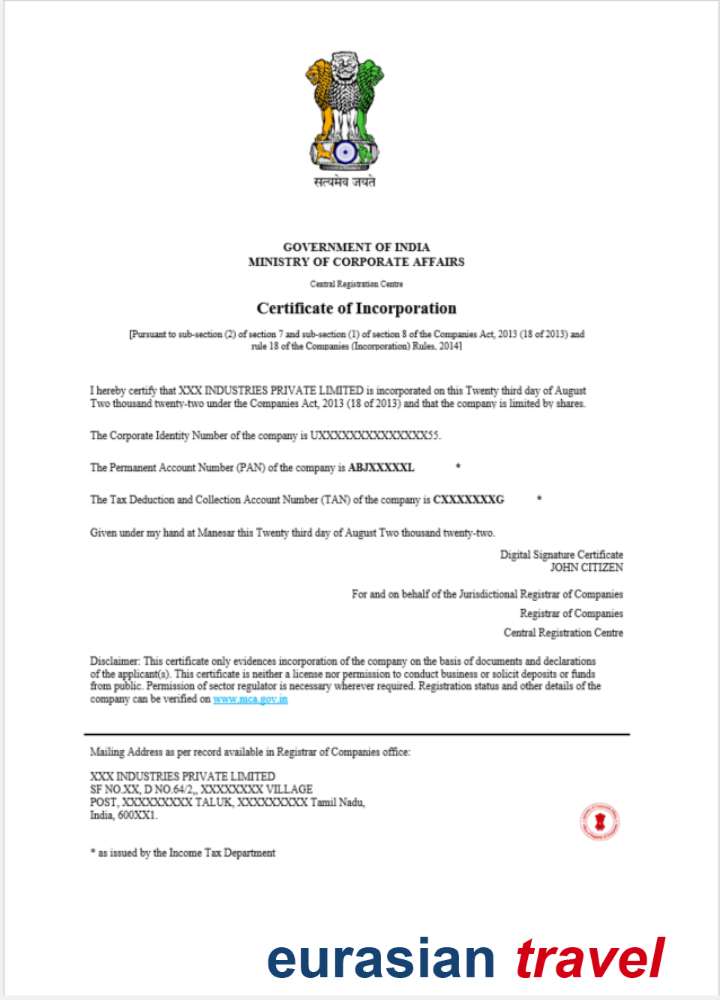 सत्यमेव जयते
GOVERNMENT OF INDIA
MINISTRY OF CORPORATE AFFAIRS
Central Registration Centre
Certificate of Incorporation
[Pursuant to sub-section (2) of section 7 and sub-section (1) of section 8 of the Companies Act, 2013 (18 of 2013) and
rule 18 of the Companies (Incorporation) Rules, 2014]
I hereby certify that XXX INDUSTRIES PRIVATE LIMITED is incorporated on this Twenty third day of August
Two thousand twenty-two under the Companies Act, 2013 (18 of 2013) and that the company is limited by shares.
The Corporate Identity Number of the company is UXXXXXXXXXXXXXX55.
The Permanent Account Number (PAN) of the company is ABJXXXXXL *
The Tax Deduction and Collection Account Number (TAN) of the company is CXXXXXXXG *
Given under my hand at Manesar this Twenty third day of August Two thousand twenty-two.
Digital Signature Certificate
JOHN CITIZEN
For and on behalf of the Jurisdictional Registrar of Companies
Registrar of Companies
Central Registration Centre
Disclaimer: This certificate only evidences incorporation of the company on the basis of documents and declarations
of the applicant(s). This certificate is neither a license nor permission to conduct business or solicit deposits or funds
from public. Permission of sector regulator is necessary wherever required. Registration status and other details of the
company can be verified on www.mca.gov.in
Mailing Address as per record available in Registrar of Companies office:
XXX INDUSTRIES PRIVATE LIMITED
SF NO.XX, D NO.64/2,, XXXXXXXX VILLAGE
POST, XXXXXXXXX TALUK, XXXXXXXXX Tamil Nadu,
India, 600XX1.
* as issued by the Income Tax Department
eurasian travel